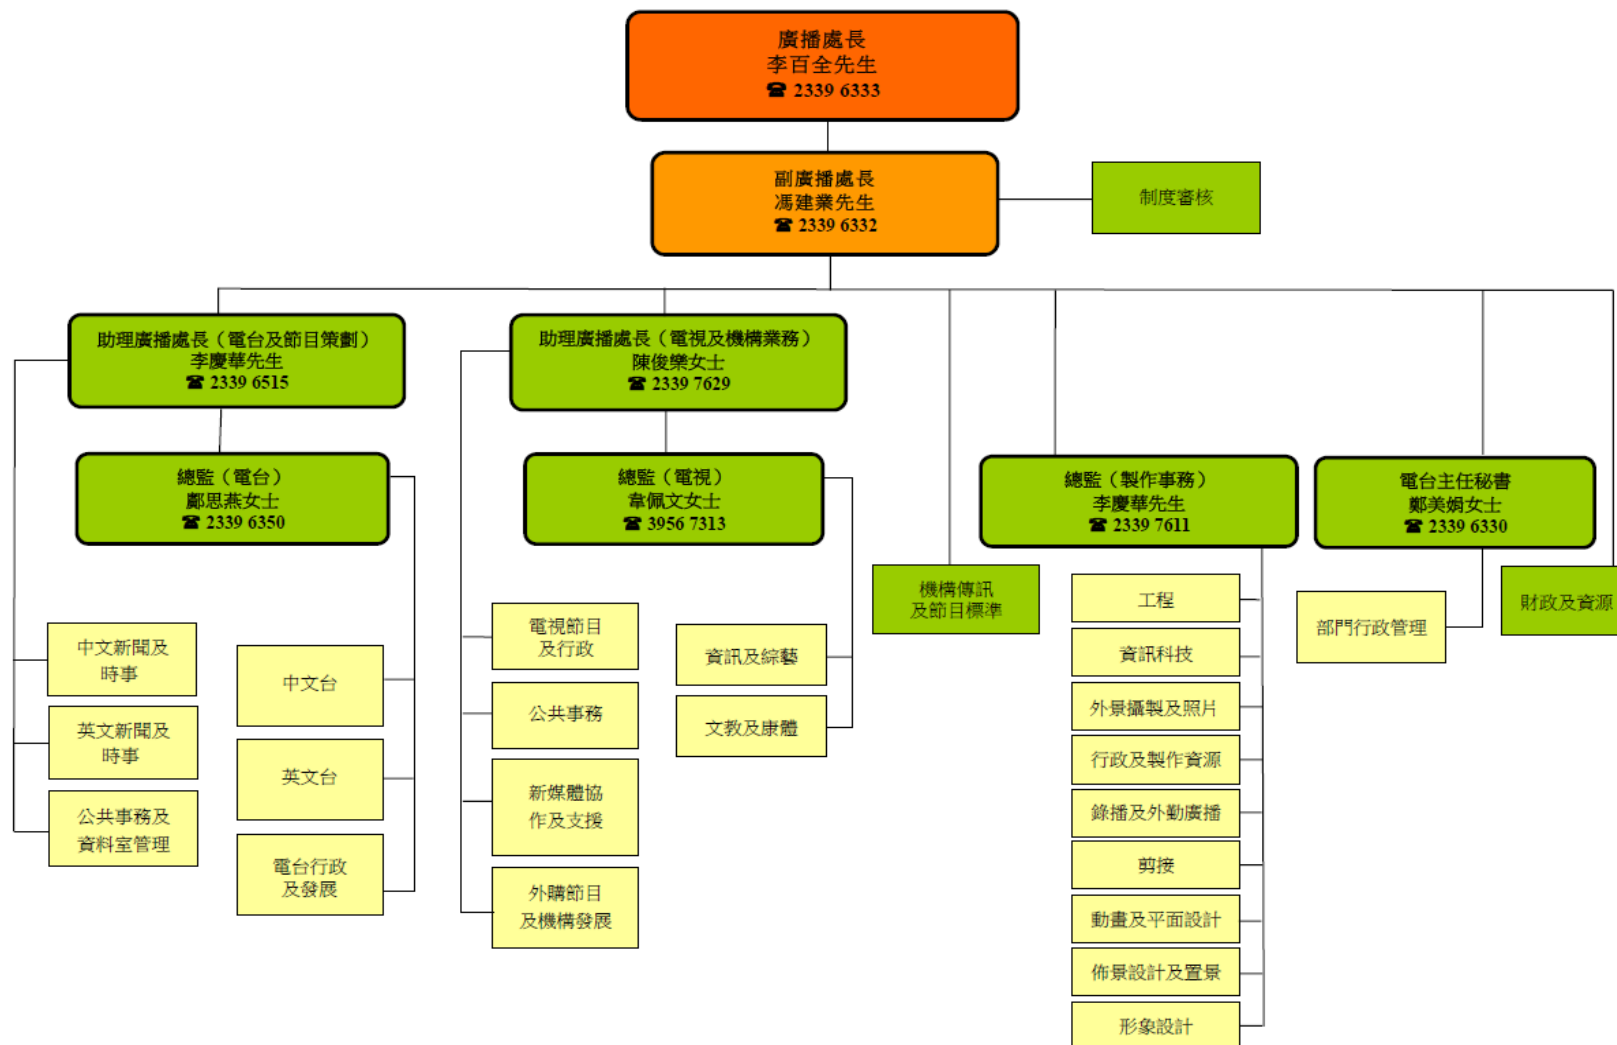 廣播處長
李百全先生
☎ 2339 6333
副廣播處長
馮建業先生
☎ 2339 6332
制度審核
助理廣播處長（電台及節目策劃）
李慶華先生
☎ 2339 6515
助理廣播處長（電視及機構業務）
陳俊樂女士
☎ 2339 7629
總監（電台）
鄺思燕女士
☎ 2339 6350
總監（電視）
韋佩文女士
☎ 3956 7313
總監（製作事務）
李慶華先生
☎ 2339 7611
電台主任秘書
鄭美娟女士
☎ 2339 6330
中文新聞及
時事
英文新聞及
時事
公共事務及
資料室管理
中文台
英文台
電台行政
及發展
電視節目
及行政
公共事務
新媒體協
作及支援
外購節目
及機構發展
資訊及綜藝
文教及康體
機構傳訊
及節目標準
工程
資訊科技
外景攝製及照片
行政及製作資源
錄播及外勤廣播
剪接
動畫及平面設計
佈景設計及置景
形象設計
部門行政管理
財政及資源